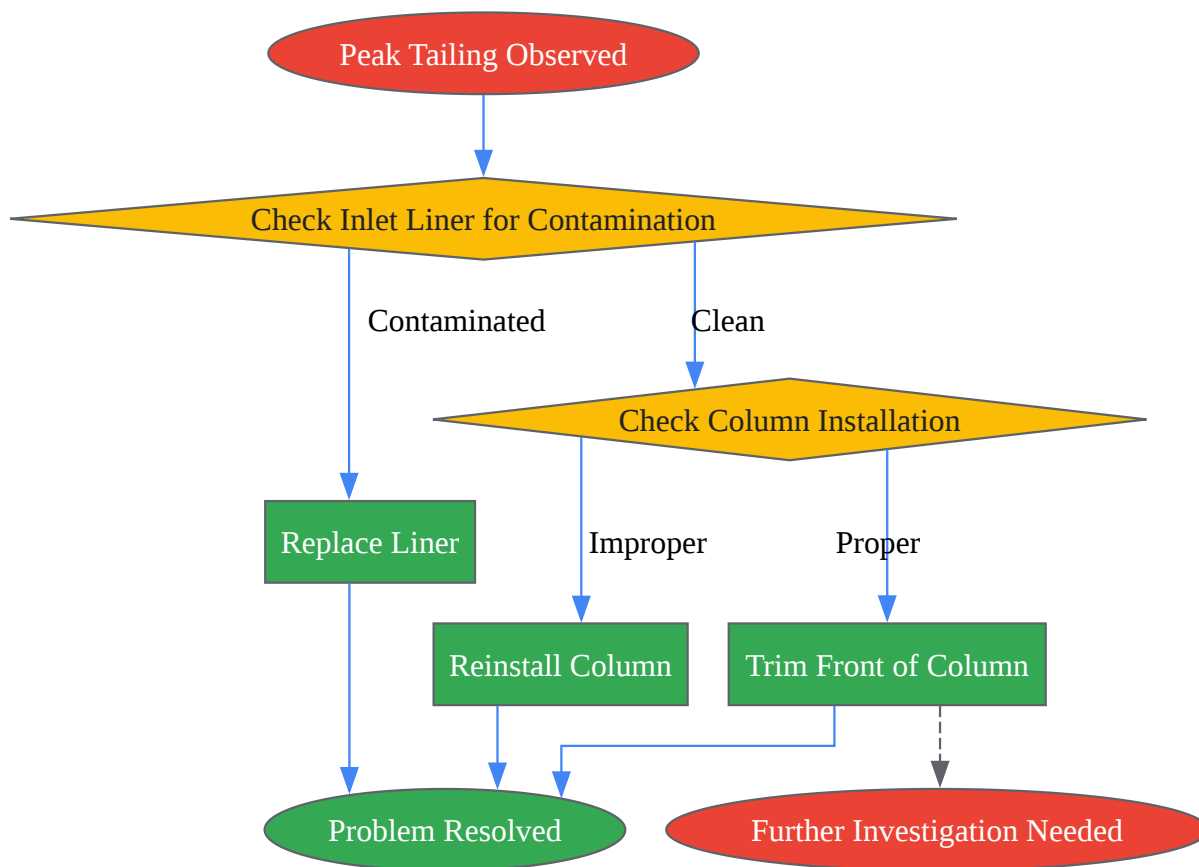 Peak Tailing Observed
Check Inlet Liner for Contamination
Contaminated
Clean
Check Column Installation
Replace Liner
Improper
Proper
Reinstall Column
Trim Front of Column
Problem Resolved
Further Investigation Needed